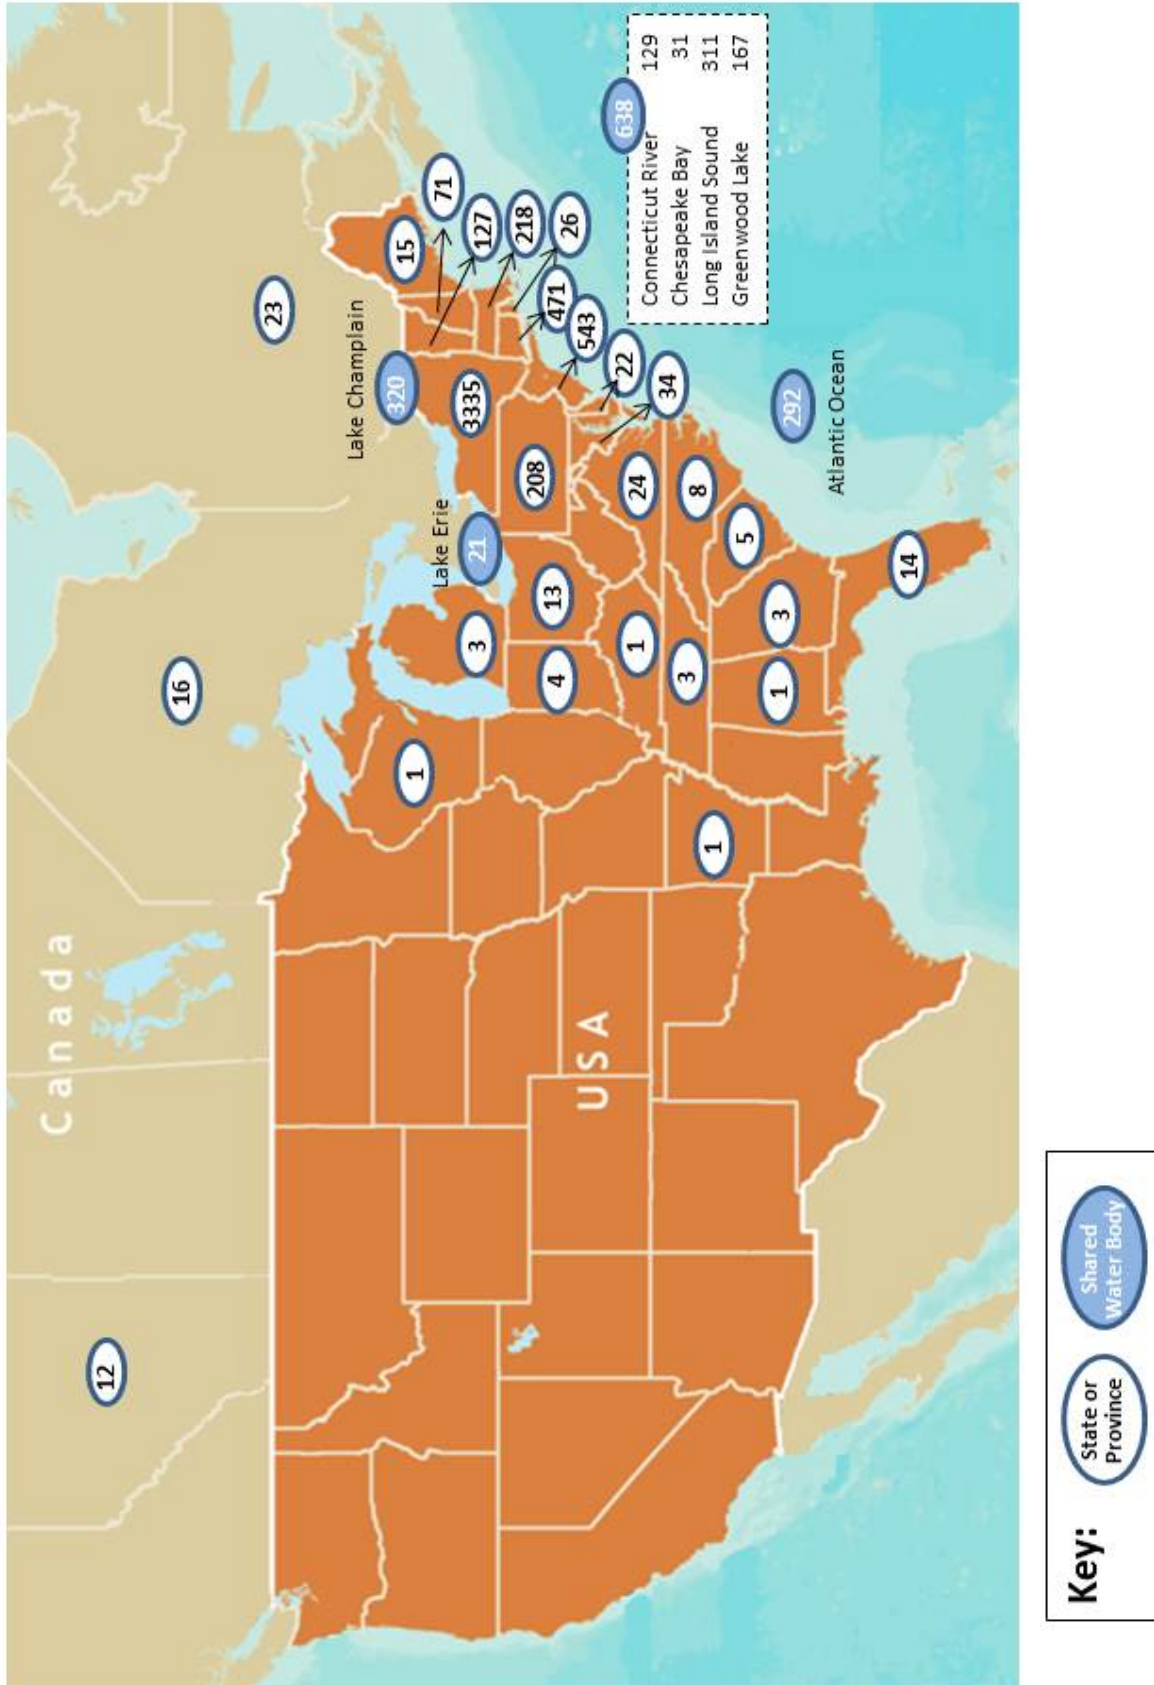 Canada
USA
12
16
23
Lake Champlain
320
15
71
127
218
26
471
543
22
34
3335
208
Lake Erie
21
13
3
4
1
24
8
5
1
3
3
1
14
1
292
Atlantic Ocean
638
Connecticut River 129
Chesapeake Bay 31
Long Island Sound 311
Greenwood Lake 167
Key:
State or
Province
Shared
Water Body